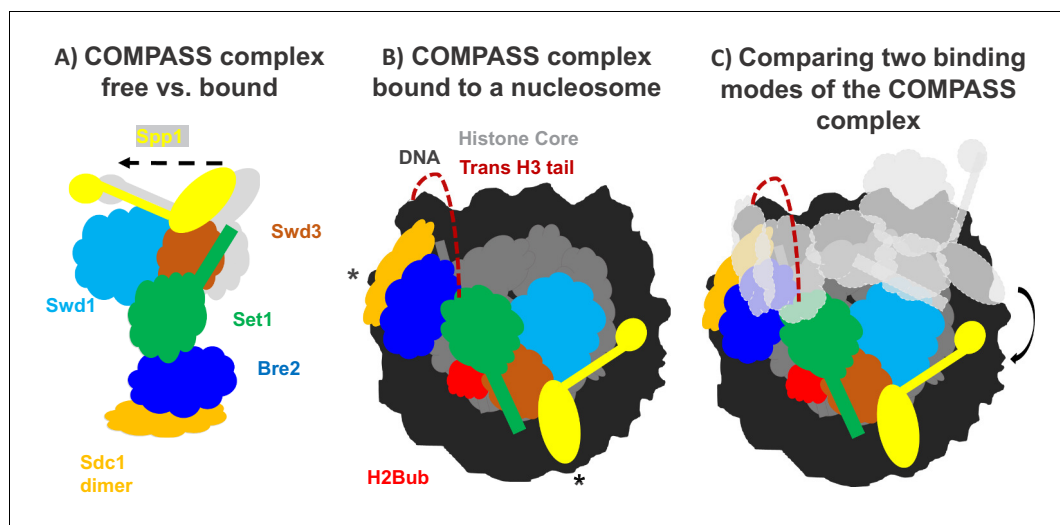 A) COMPASS complex
free vs. bound
Spp1
Swd3
Swd1
Set1
Bre2
Sdc1
dimer
B) COMPASS complex
bound to a nucleosome
Histone Core
DNA
Trans H3 tail
*
H2Bub
*
C) Comparing two binding
modes of the COMPASS
complex